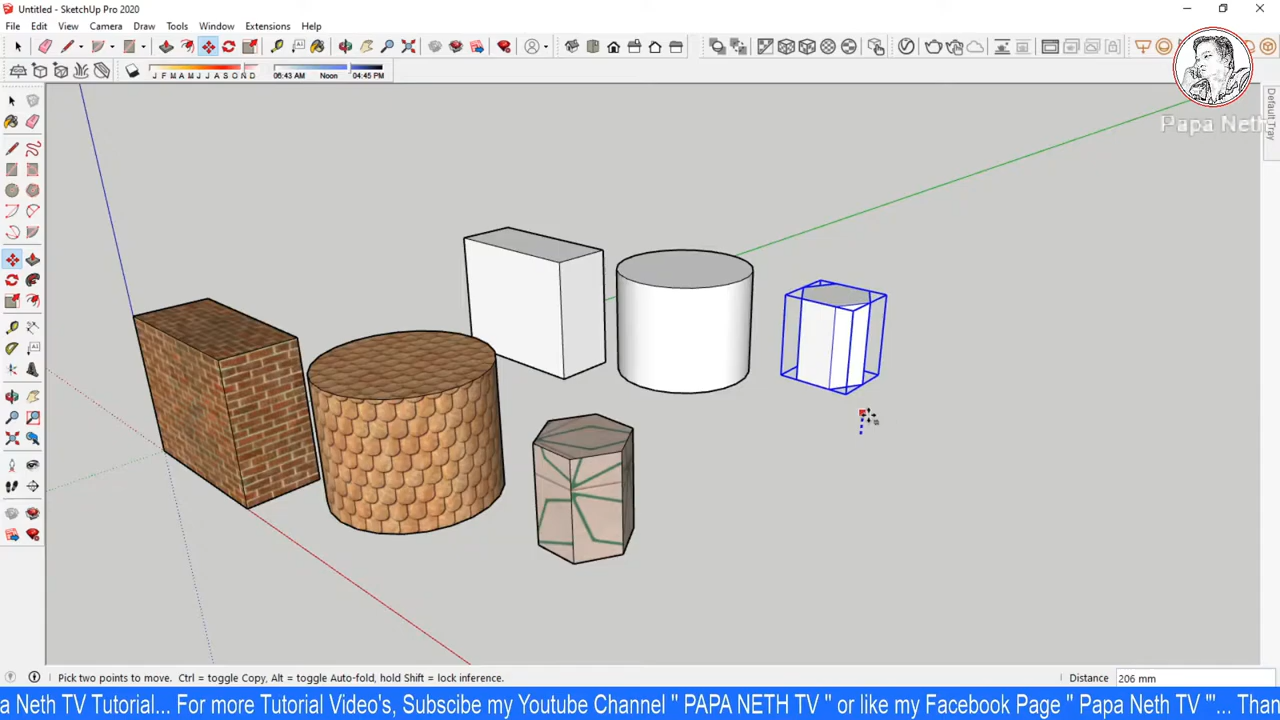 Untitled - SketchUp Pro 2020
File Edit View Camera Draw Tools Window Extensions Help
J F M A M J J A S O N D 06:43 AM Noon 04:45 PM
Papa Neth
Default Tray
Pick two points to move. Ctrl = toggle Copy, Alt = toggle Auto-fold, hold Shift = lock inference. Distance 206 mm
a Neth TV Tutorial... For more Tutorial Video's, Subscibe my Youtube Channel " PAPA NETH TV " or like my Facebook Page " Papa Neth TV "'... Than